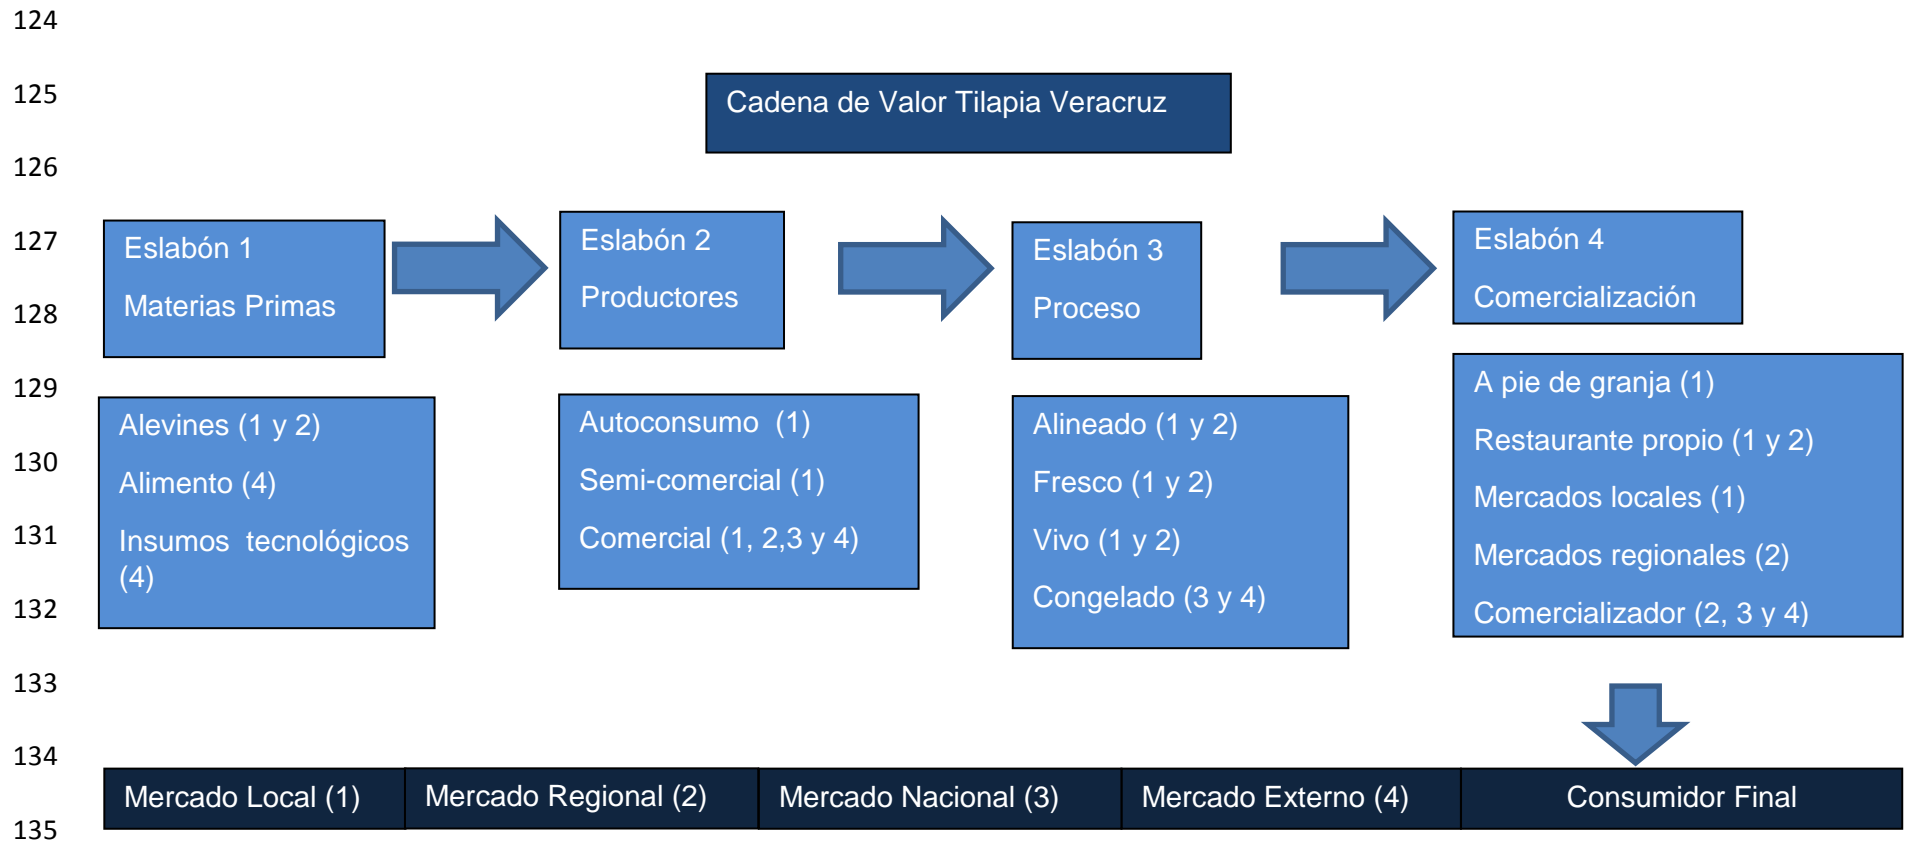 124
125
Cadena de Valor Tilapia Veracruz
126
127
Eslabón 1
Materias Primas
Eslabón 2
Productores
Eslabón 3
Proceso
Eslabón 4
Comercialización
128
129
Alevines (1 y 2)
Alimento (4)
Insumos tecnológicos
(4)
Autoconsumo (1)
Semi-comercial (1)
Comercial (1, 2,3 y 4)
Alineado (1 y 2)
Fresco (1 y 2)
Vivo (1 y 2)
Congelado (3 y 4)
A pie de granja (1)
Restaurante propio (1 y 2)
Mercados locales (1)
Mercados regionales (2)
Comercializador (2, 3 y 4)
130
131
132
133
134
Mercado Local (1)
Mercado Regional (2)
Mercado Nacional (3)
Mercado Externo (4)
Consumidor Final
135